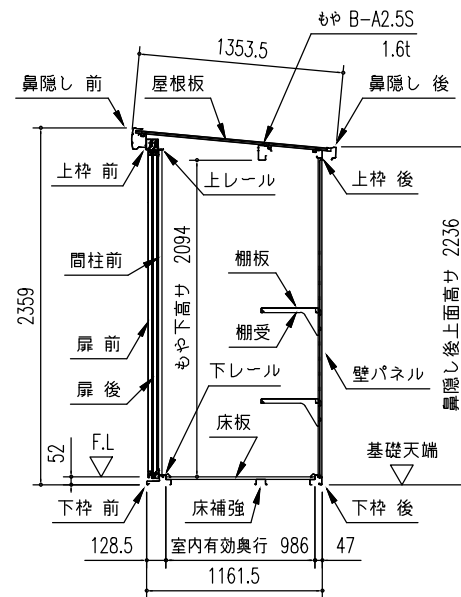 もや B-A2.5S
1.6t
1353.5
鼻隠し 前
屋根板
鼻隠し 後
上枠 前
上レール
上枠 後
間柱前
もや下高サ 2094
棚板
棚受
2359
鼻隠し後上面高サ 2236
扉 前
扉 後
下レール
壁パネル
床板
F.L
52
基礎天端
下枠 前
床補強
下枠 後
128.5
室内有効奥行 986
47
1161.5